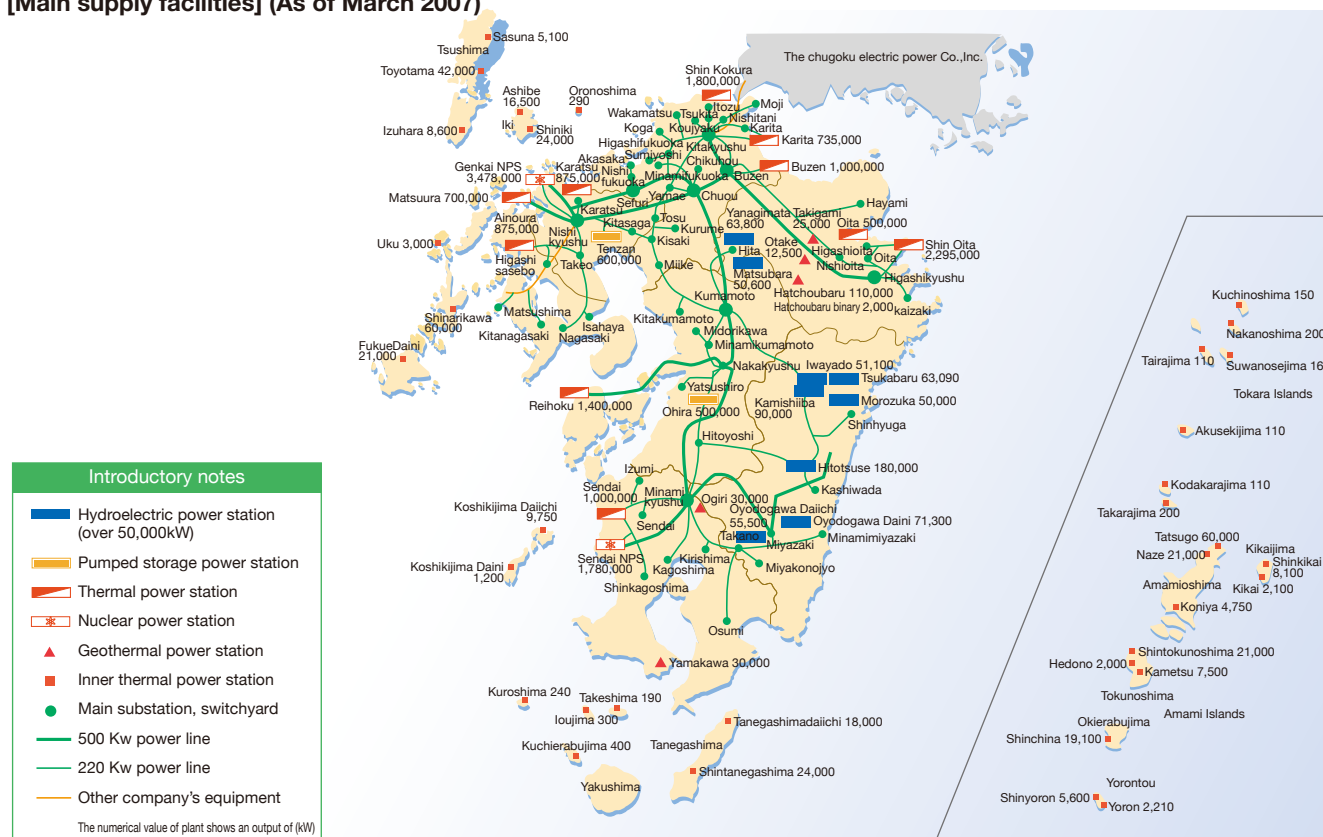 [Main supply facilities] (As of March 2007)
The chugoku electric power Co.,Inc.
Sasuna 5,100
Tsushima
Toyotama 42,000
Izuhara 8,600
Ashibe
16,500
Iki
Shiniki
24,000
Oronoshima
290
Shin Kokura
1,800,000
Itozu
Moji
Wakamatsu
Tsukita
Nishitani
Koga
Koujyaku
Karita
Karita 735,000
Higashifukuoka
Kitakyushu
Sumiyoshi
Chikuhou
Akasaka
Nishi
fukuoka
Minamifukuoka
Buzen
Buzen 1,000,000
Genkai NPS
3,478,000
Karatsu
875,000
Matsuura 700,000
Yamae
Chuou
Sefuri
Karatsu
Ainoura
875,000
Kitasaga
Tosu
Kurume
Kisaki
Nishi
kyushu
Tenzan
600,000
Uku 3,000
Higashi
sasebo
Takeo
Miike
Yanagimata
63,800
Takigami
25,000
Hayami
Oita 500,000
Otake
12,500
Hita
Higashioita
Oita
Shin Oita
2,295,000
Matsubara
50,600
Nishioita
Higashikyushu
Hatchoubaru 110,000
Hatchoubaru binary 2,000
kaizaki
Kumamoto
Shinarikawa
60,000
Matsushima
Kitanagasaki
Isahaya
Nagasaki
Kitakumamoto
Midorikawa
Minamikumamoto
FukueDaini
21,000
Nakakyushu
Iwayado 51,100
Tsukabaru 63,090
Yatsushiro
Kamishiiba
90,000
Morozuka 50,000
Reihoku 1,400,000
Ohira 500,000
Shinhyuga
Hitoyoshi
Hitotsuse 180,000
Izumi
Kashiwada
Sendai
1,000,000
Minami
kyushu
Ogiri 30,000
Oyodogawa Daiichi
55,500
Oyodogawa Daini 71,300
Sendai
Takano
Miyazaki
Minamimiyazaki
Koshikijima Daiichi
9,750
Koshikijima Daini
1,200
Sendai NPS
1,780,000
Kirishima
Kagoshima
Miyakonojyo
Shinkagoshima
Osumi
Yamakawa 30,000
Kuroshima 240
Takeshima 190
Ioujima 300
Tanegashimadaiichi 18,000
Kuchierabujima 400
Tanegashima
Shintanegashima 24,000
Yakushima
Kuchinoshima 150
Nakanoshima 200
Tairajima 110
Suwanosejima 16
Tokara Islands
Akusekijima 110
Kodakarajima 110
Takarajima 200
Tatsugo 60,000
Naze 21,000
Kikaijima
Shinkikai
8,100
Amamioshima
Kikai 2,100
Koniya 4,750
Shintokunoshima 21,000
Hedono 2,000
Kametsu 7,500
Tokunoshima
Amami Islands
Okierabujima
Shinchina 19,100
Yorontou
Shinyoron 5,600
Yoron 2,210
Introductory notes
Hydroelectric power station
(over 50,000kW)
Pumped storage power station
Thermal power station
Nuclear power station
Geothermal power station
Inner thermal power station
Main substation, switchyard
500 Kw power line
220 Kw power line
Other company's equipment
The numerical value of plant shows an output of (kW)